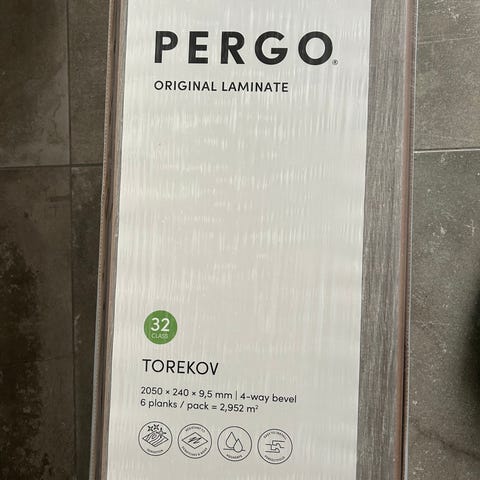 PERGO®
ORIGINAL LAMINATE
32
CLASS
TOREKOV
2050 × 240 × 9,5 mm | 4-way bevel
6 planks / pack = 2,952 m²